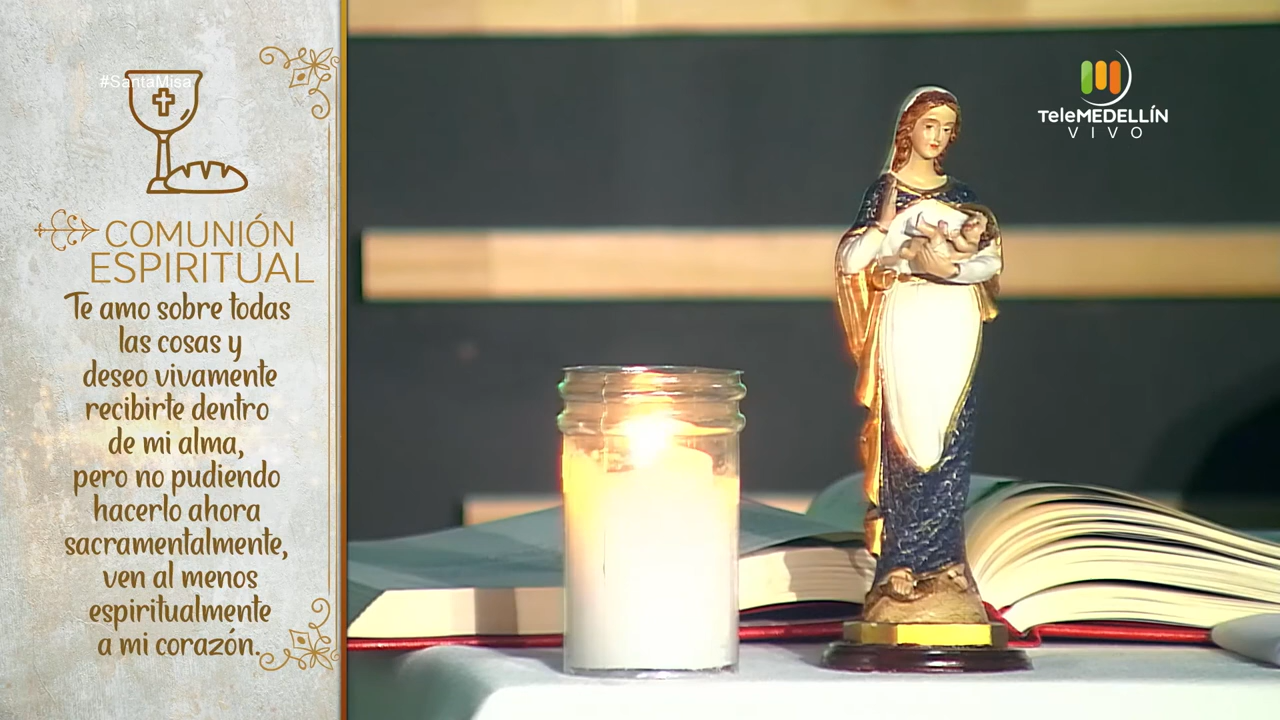 #SantaMisa
COMUNIÓN
ESPIRITUAL
Te amo sobre todas
las cosas y
deseo vivamente
recibirte dentro
de mi alma,
pero no pudiendo
hacerlo ahora
sacramentalmente,
ven al menos
espiritualmente
a mi corazón.
TeleMEDELLÍN
VIVO